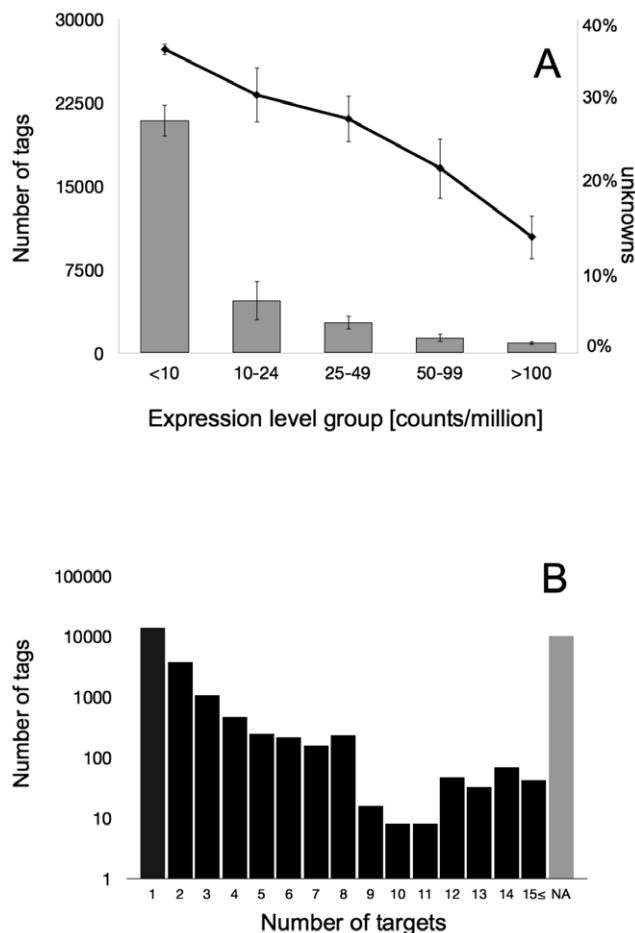 A
Number of tags
30000
22500
15000
7500
0
40%
30%
20%
10%
0%
unknowns
<10 10-24 25-49 50-99 >100
Expression level group [counts/million]
B
Number of tags
100000
10000
1000
100
10
1
1 2 3 4 5 6 7 8 9 10 11 12 13 14 15≤ NA
Number of targets